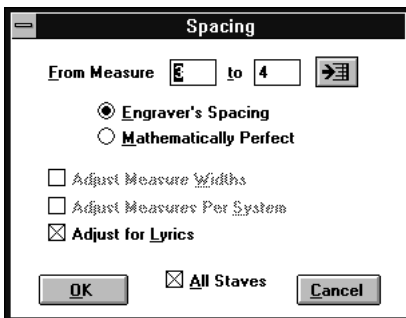 Spacing
From Measure 3 to 4
Engraver's Spacing
Mathematically Perfect
Adjust Measure Widths
Adjust Measures Per System
Adjust for Lyrics
All Staves
OK Cancel